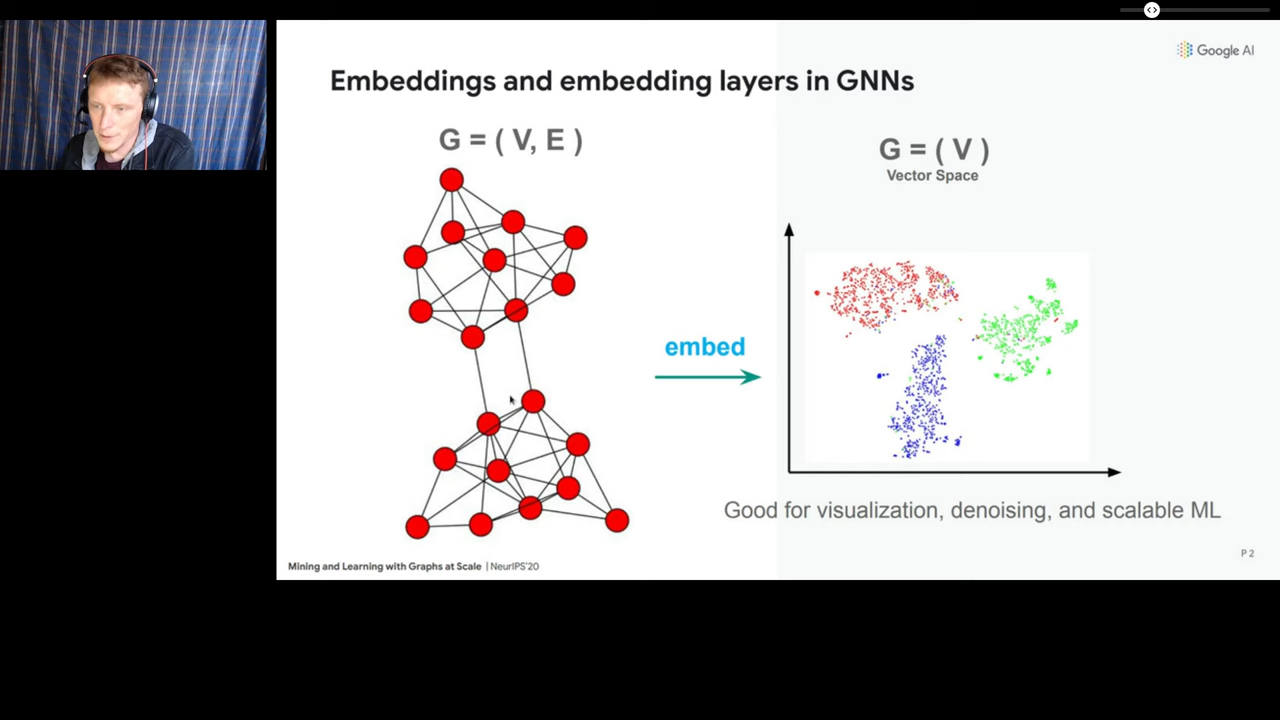 Google AI
Embeddings and embedding layers in GNNs
G = ( V, E )
G = ( V )
Vector Space
embed
Good for visualization, denoising, and scalable ML
P 2
Mining and Learning with Graphs at Scale | NeurIPS'20